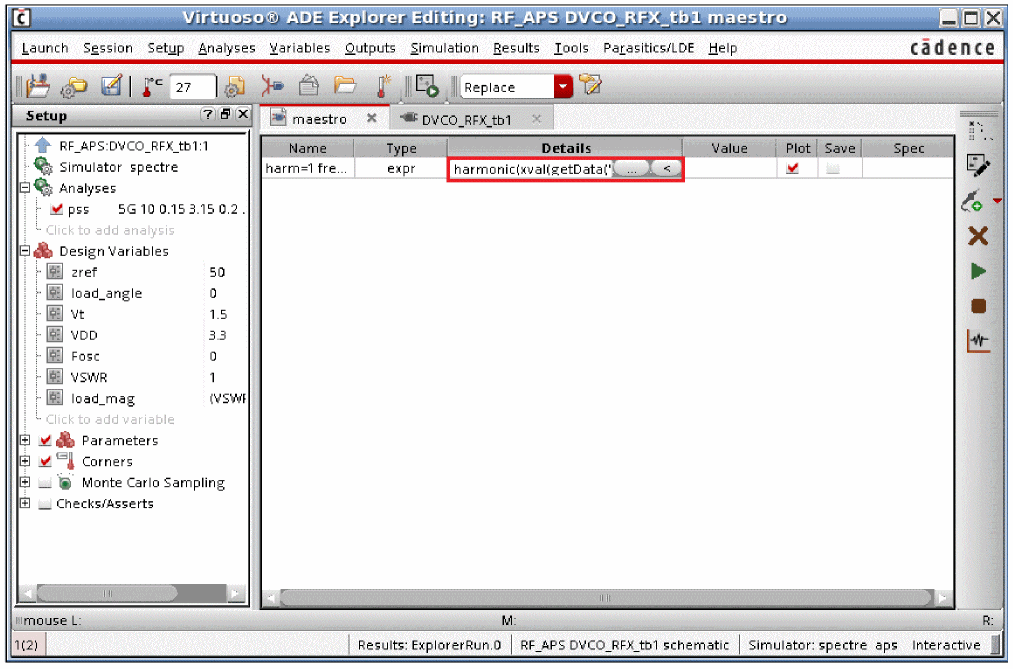 Virtuoso® ADE Explorer Editing: RF_APS DVCO_RFX_tb1 maestro
Launch Session Setup Analyses Variables Outputs Simulation Results Tools Parasitics/LDE Help cādence
27 Replace
Setup
maestro DVCO_RFX_tb1
RF_APS:DVCO_RFX_tb1:1
Simulator spectre
Analyses
pss 5G 10 0.15 3.15 0.2 .
Click to add analysis
Design Variables
zref 50
load_angle 0
Vt 1.5
VDD 3.3
Fosc 0
VSWR 1
load_mag (VSWR
Click to add variable
Parameters
Corners
Monte Carlo Sampling
Checks/Asserts
Name Type Details Value Plot Save Spec
harm=1 fre... expr harmonic(xval(getData(" ... <
mouse L: M: R:
1(2) Results: ExplorerRun.0 RF_APS DVCO_RFX_tb1 schematic Simulator: spectre aps Interactive